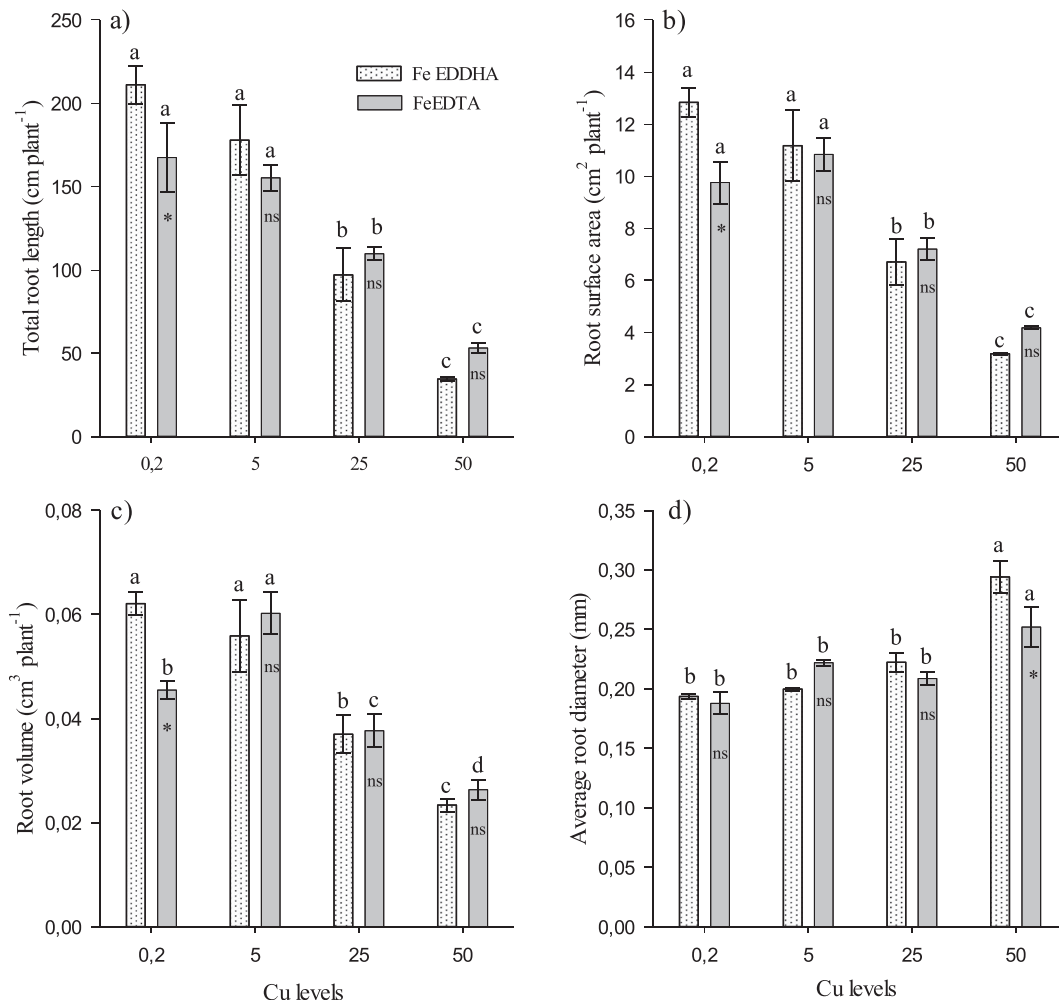 a)
Total root length (cm plant-1)
250
200
150
100
50
0
a
a
a
a
b
b
c
c
*
ns
ns
ns
Fe EDDHA
FeEDTA
0,2
5
25
50
b)
Root surface area (cm2 plant-1)
16
14
12
10
8
6
4
2
0
a
a
a
a
b
b
c
c
*
ns
ns
ns
0,2
5
25
50
c)
Root volume (cm3 plant-1)
0,08
0,06
0,04
0,02
0,00
a
b
a
a
b
c
c
d
*
ns
ns
ns
0,2
5
25
50
Cu levels
d)
Average root diameter (mm)
0,35
0,30
0,25
0,20
0,15
0,10
0,05
0,00
b
b
b
b
b
b
a
a
ns
ns
ns
*
0,2
5
25
50
Cu levels